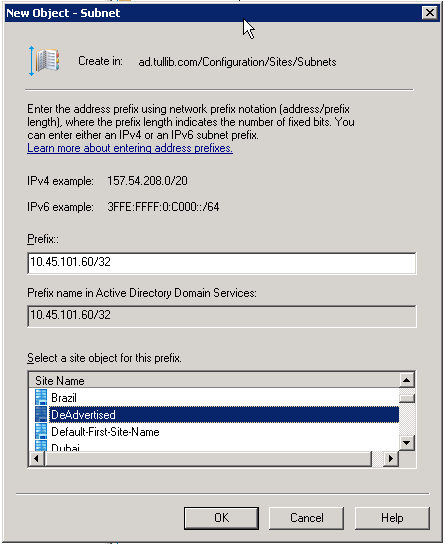 New Object - Subnet
Create in: ad.tullib.com/Configuration/Sites/Subnets
Enter the address prefix using network prefix notation (address/prefix
length), where the prefix length indicates the number of fixed bits. You
can enter either an IPv4 or an IPv6 subnet prefix.
Learn more about entering address prefixes.
IPv4 example: 157.54.208.0/20
IPv6 example: 3FFE:FFFF:0:C000::/64
Prefix::
10.45.101.60/32
Prefix name in Active Directory Domain Services:
10.45.101.60/32
Select a site object for this prefix.
Site Name
Brazil
DeAdvertised
Default-First-Site-Name
Dubai
OK Cancel Help